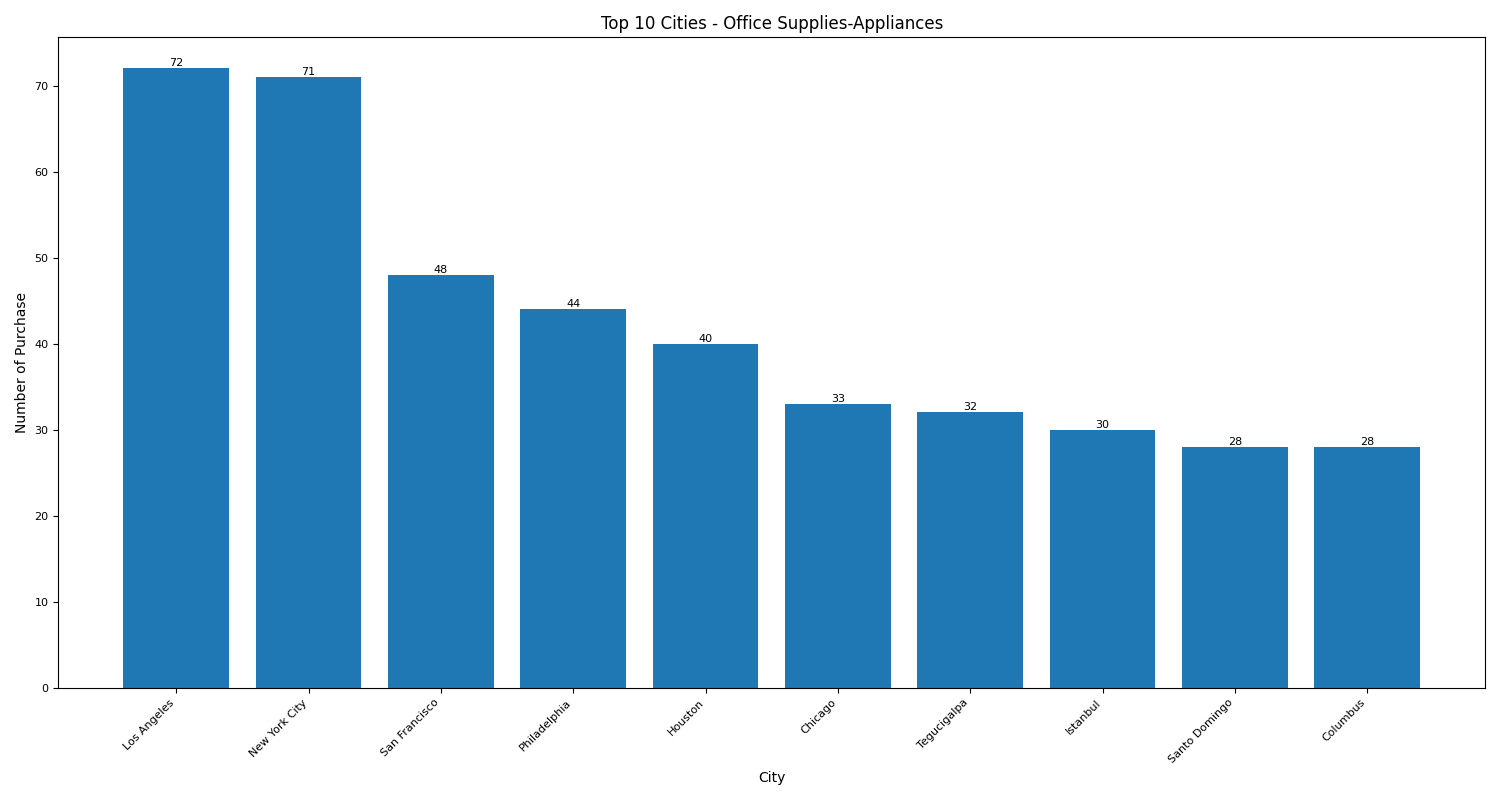 Top 10 Cities - Office Supplies-Appliances
Number of Purchase
70
60
50
40
30
20
10
0
72
71
48
44
40
33
32
30
28
28
Los Angeles
New York City
San Francisco
Philadelphia
Houston
Chicago
Tegucigalpa
Istanbul
Santo Domingo
Columbus
City